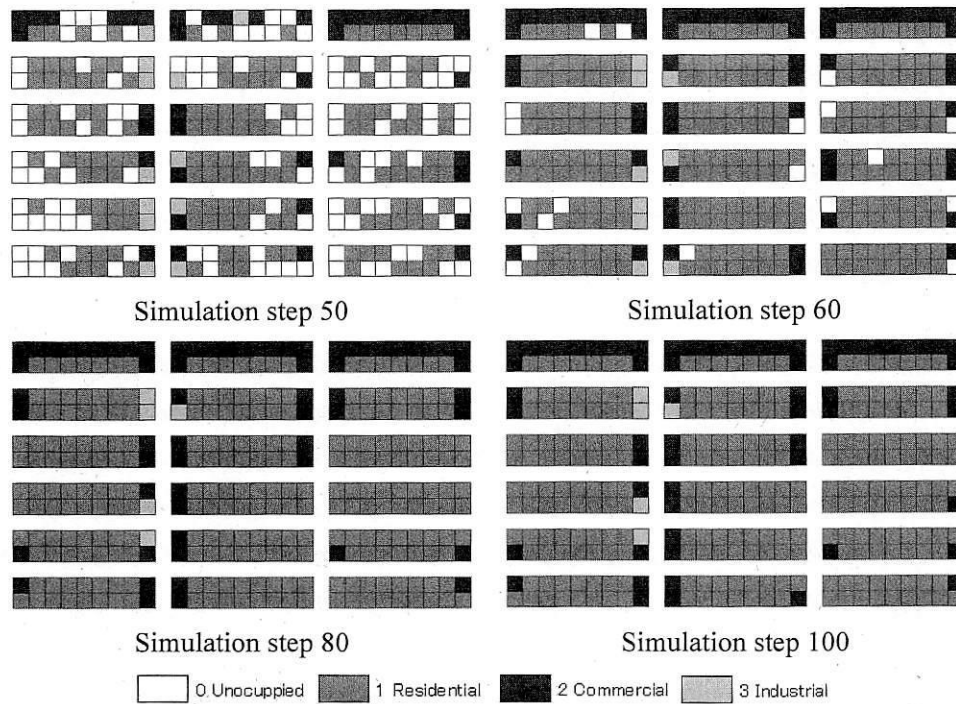 Simulation step 50
Simulation step 60
Simulation step 80
Simulation step 100
0.Unocuppied
1 Residential
2 Commercial
3 Industrial